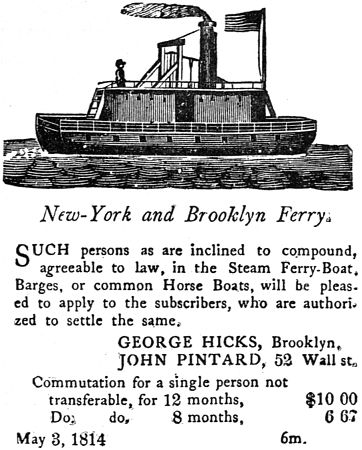 New-York and Brooklyn Ferry.
SUCH persons as are inclined to compound,
agreeable to law, in the Steam Ferry-Boat,
Barges, or common Horse Boats, will be pleas-
ed to apply to the subscribers, who are authori-
zed to settle the same.
GEORGE HICKS, Brooklyn,
JOHN PINTARD, 52 Wall st.
Commutation for a single person not
transferable, for 12 months, $10 00
Do. do. 8 months, 6 67
May 3, 1814 6m.